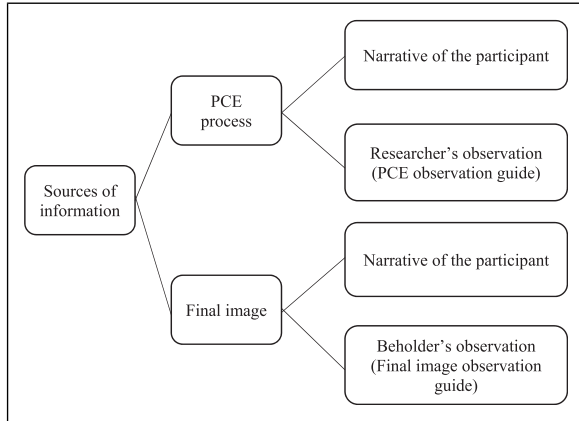 Sources of
information
PCE
process
Narrative of the participant
Researcher's observation
(PCE observation guide)
Final image
Narrative of the participant
Beholder's observation
(Final image observation
guide)